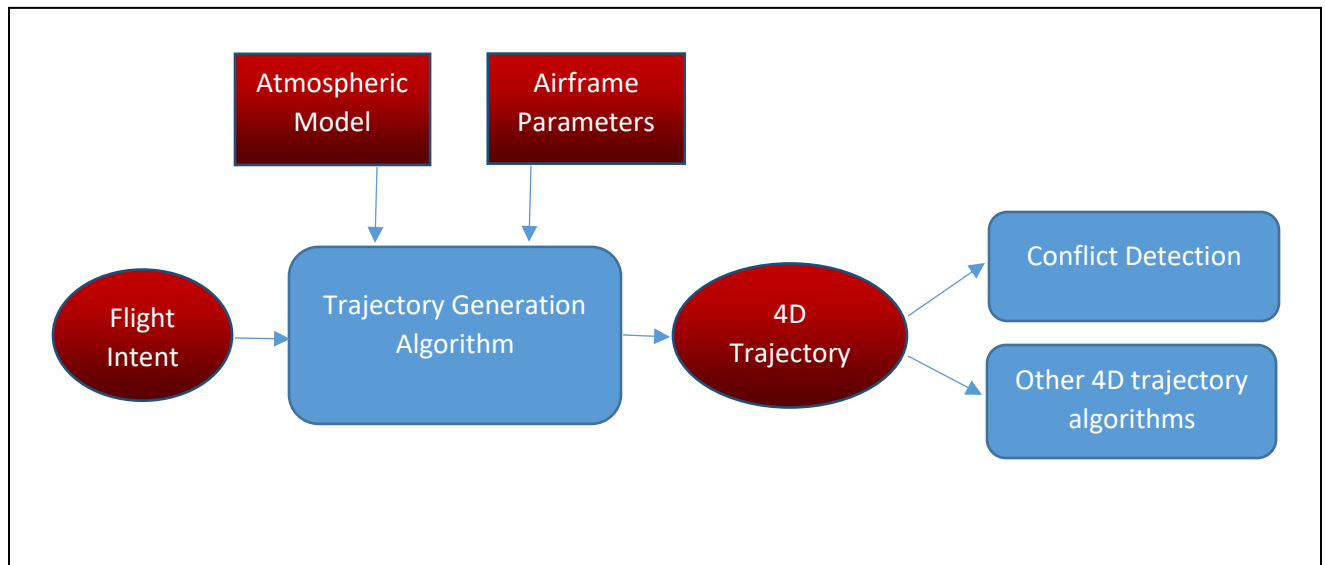 Atmospheric
Model
Airframe
Parameters
Flight
Intent
Trajectory Generation
Algorithm
4D
Trajectory
Conflict Detection
Other 4D trajectory
algorithms